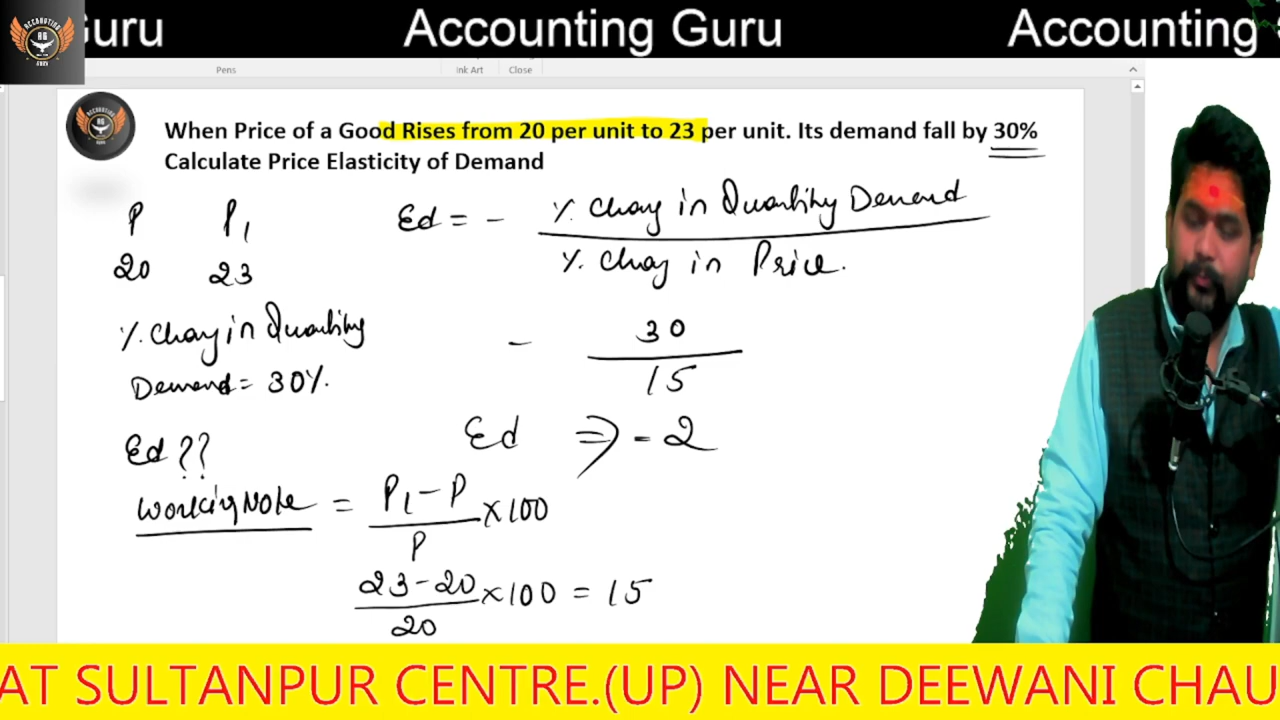 Guru
Accounting Guru
Accounting
Pens
Ink Art
Close
When Price of a Good Rises from 20 per unit to 23 per unit. Its demand fall by 30%
Calculate Price Elasticity of Demand
P P₁
20 23
Ed = - % Chang in Quantity Demand
% Chang in Price.
% Chang in Quantity
Demand = 30%.
- 30
15
Ed ⇒ - 2
Ed ??
Working Note = P₁ - P × 100
P
23 - 20 × 100 = 15
20
AT SULTANPUR CENTRE.(UP) NEAR DEEWANI CHAU